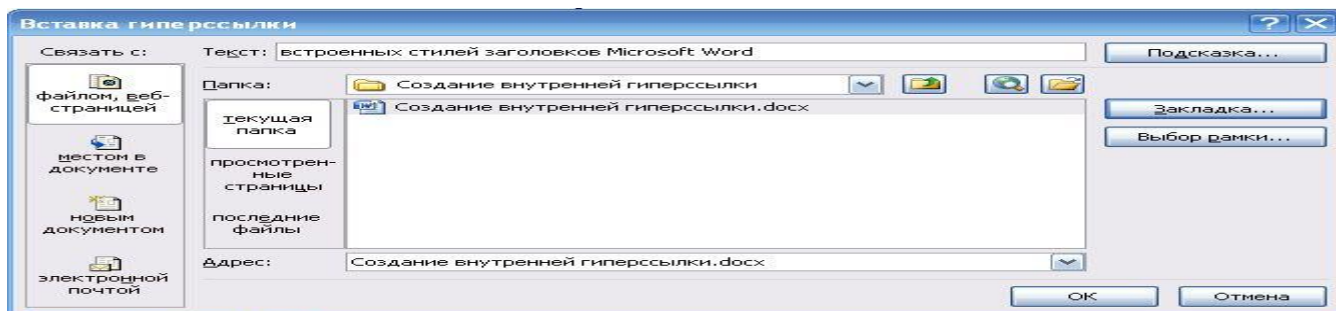 Вставка гиперссылки
Связать с:
Текст: встроенных стилей заголовков Microsoft Word
Подсказка...
файлом, веб-
страницей
Папка:
Создание внутренней гиперссылки
текущая
папка
Создание внутренней гиперссылки.docx
Закладка...
Выбор рамки...
местом в
документе
просмотрен-
ные
страницы
новым
документом
последние
файлы
Адрес:
Создание внутренней гиперссылки.docx
электронной
почтой
ОК
Отмена